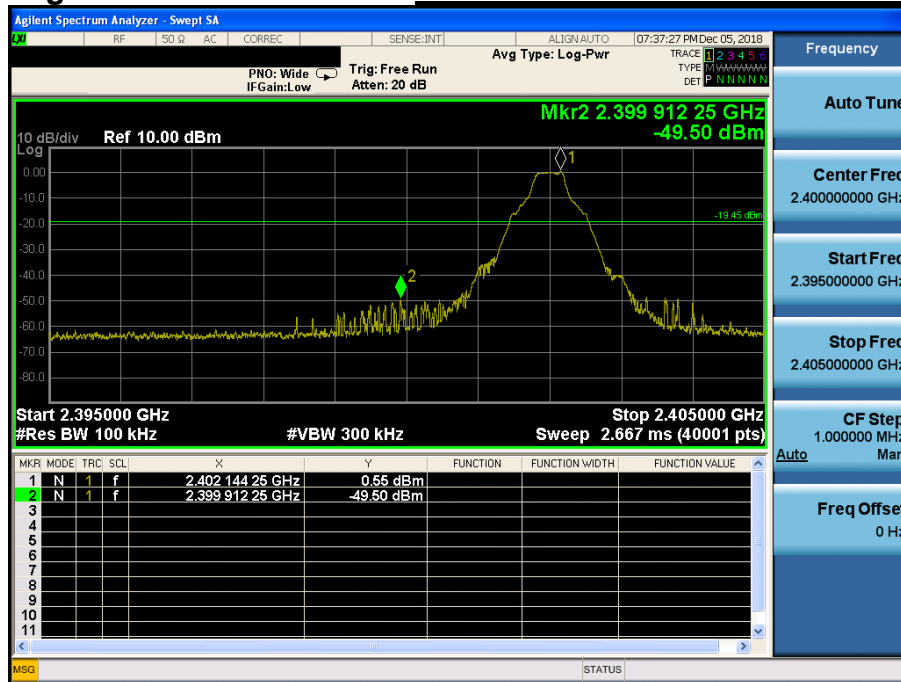 Agilent Spectrum Analyzer - Swept SA
LXI RF 50 Ω AC CORREC SENSE:INT ALIGN AUTO 07:37:27 PM Dec 05, 2018
PNO: Wide
IFGain:Low
Trig: Free Run
Atten: 20 dB
Avg Type: Log-Pwr
TRACE 1 2 3 4 5 6
TYPE M W W W W W
DET P N N N N N
Mkr2 2.399 912 25 GHz
-49.50 dBm
10 dB/div Ref 10.00 dBm
Log
0.00
-10.0
-20.0
-30.0
-40.0
-50.0
-60.0
-70.0
-80.0
1
-19.45 dBm
2
Start 2.395000 GHz Stop 2.405000 GHz
#Res BW 100 kHz #VBW 300 kHz Sweep 2.667 ms (40001 pts)
MKR MODE TRC SCL X Y FUNCTION FUNCTION WIDTH FUNCTION VALUE
1 N 1 f 2.402 144 25 GHz 0.55 dBm
2 N 1 f 2.399 912 25 GHz -49.50 dBm
3
4
5
6
7
8
9
10
11
MSG STATUS
Frequency
Auto Tune
Center Freq
2.400000000 GHz
Start Freq
2.395000000 GHz
Stop Freq
2.405000000 GHz
CF Step
1.000000 MHz
Auto Man
Freq Offset
0 Hz